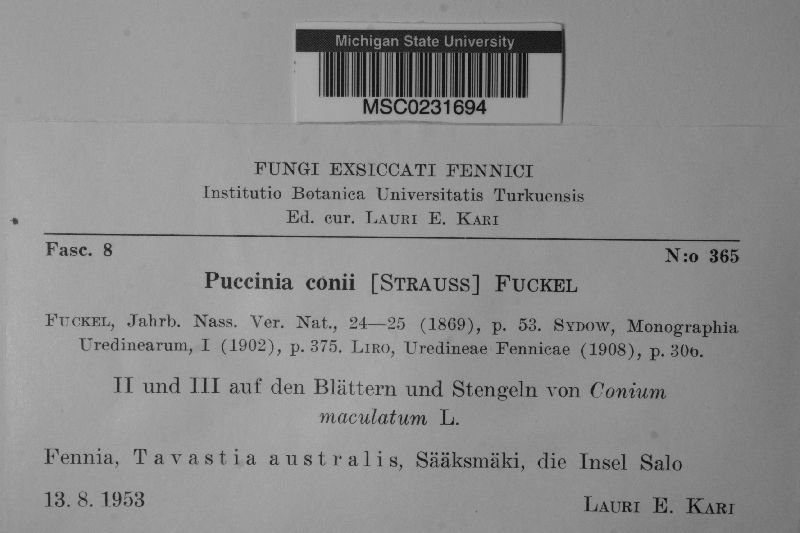 Michigan State University
MSC0231694
FUNGI EXSICCATI FENNICI
Institutio Botanica Universitatis Turkuensis
Ed. cur. LAURI E. KARI
Fasc. 8 N:o 365
Puccinia conii [STRAUSS] FUCKEL
FUCKEL, Jahrb. Nass. Ver. Nat., 24—25 (1869), p. 53. SYDOW, Monographia
Uredinearum, I (1902), p. 375. LIRO, Uredineae Fennicae (1908), p. 306.
II und III auf den Blättern und Stengeln von Conium
maculatum L.
Fennia, Tavastia australis, Sääksmäki, die Insel Salo
13. 8. 1953 LAURI E. KARI